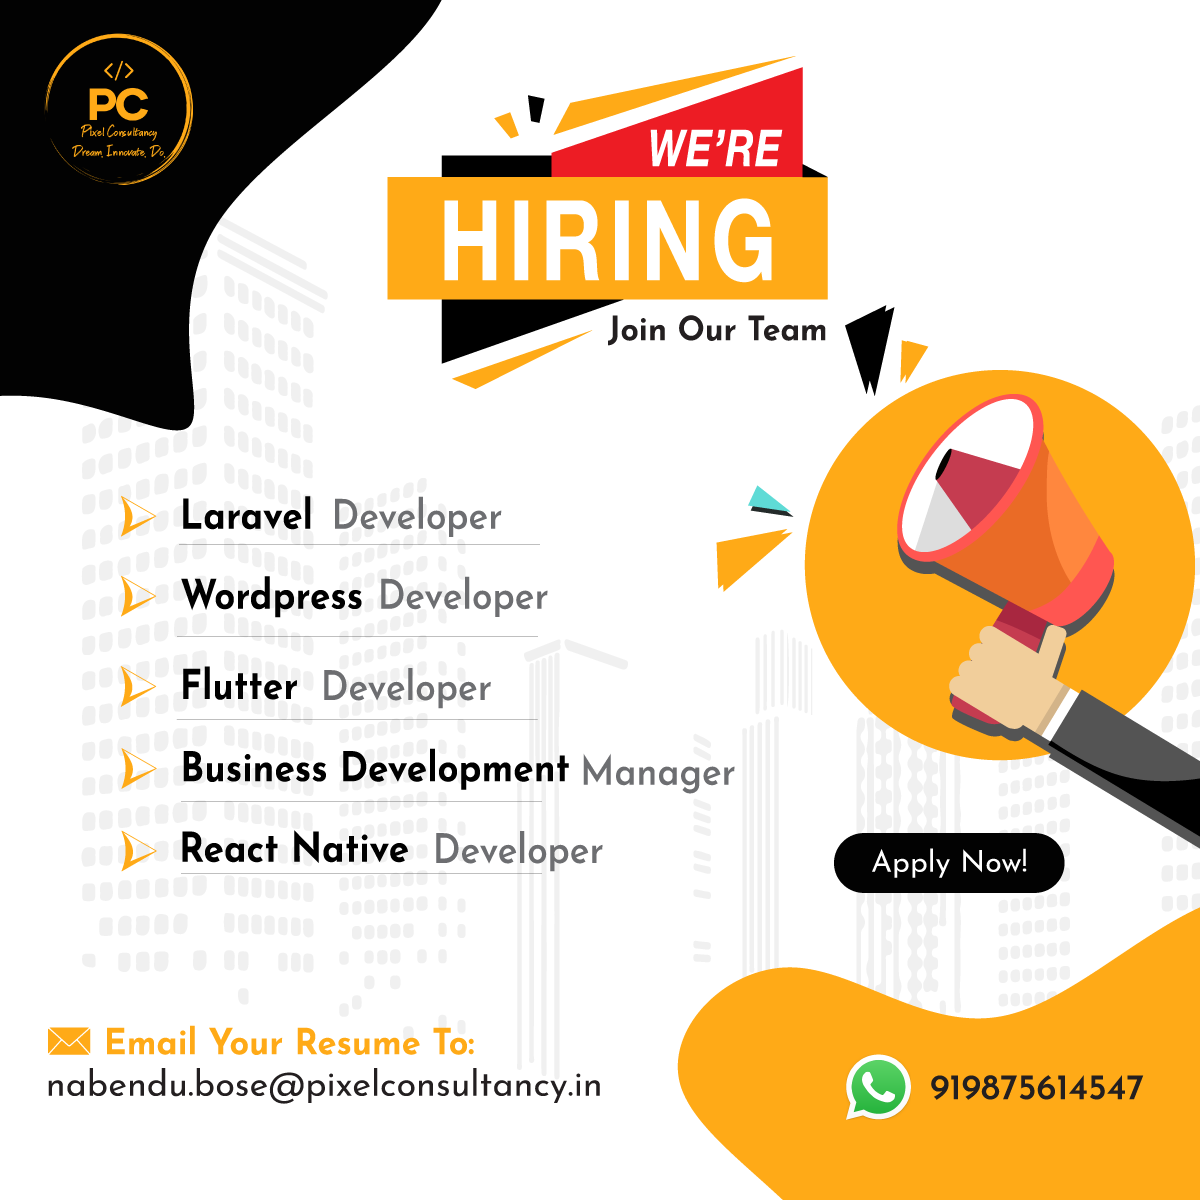 </>
PC
Pixel Consultancy
Dream, Innovate, Do.
WE'RE
HIRING
Join Our Team
Laravel Developer
Wordpress Developer
Flutter Developer
Business Development Manager
React Native Developer
Apply Now!
Email Your Resume To:
nabendu.bose@pixelconsultancy.in
919875614547